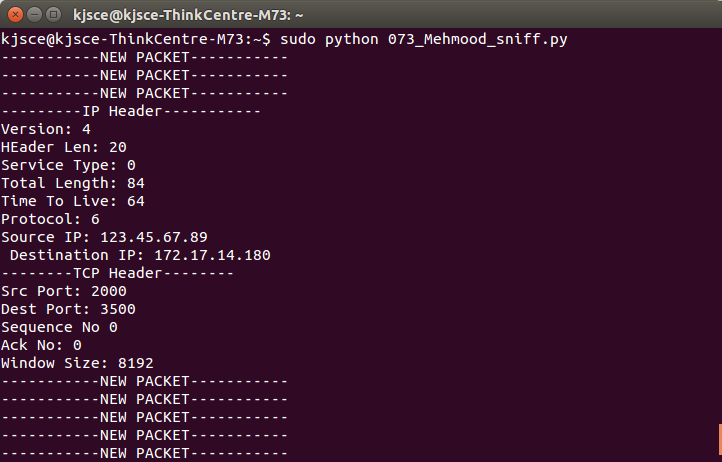 kjsce@kjsce-ThinkCentre-M73: ~
kjsce@kjsce-ThinkCentre-M73:~$ sudo python 073_Mehmood_sniff.py
-----------NEW PACKET-----------
-----------NEW PACKET-----------
-----------NEW PACKET-----------
---------IP Header-----------
Version: 4
HEader Len: 20
Service Type: 0
Total Length: 84
Time To Live: 64
Protocol: 6
Source IP: 123.45.67.89
 Destination IP: 172.17.14.180
--------TCP Header--------
Src Port: 2000
Dest Port: 3500
Sequence No 0
Ack No: 0
Window Size: 8192
-----------NEW PACKET-----------
-----------NEW PACKET-----------
-----------NEW PACKET-----------
-----------NEW PACKET-----------
-----------NEW PACKET-----------